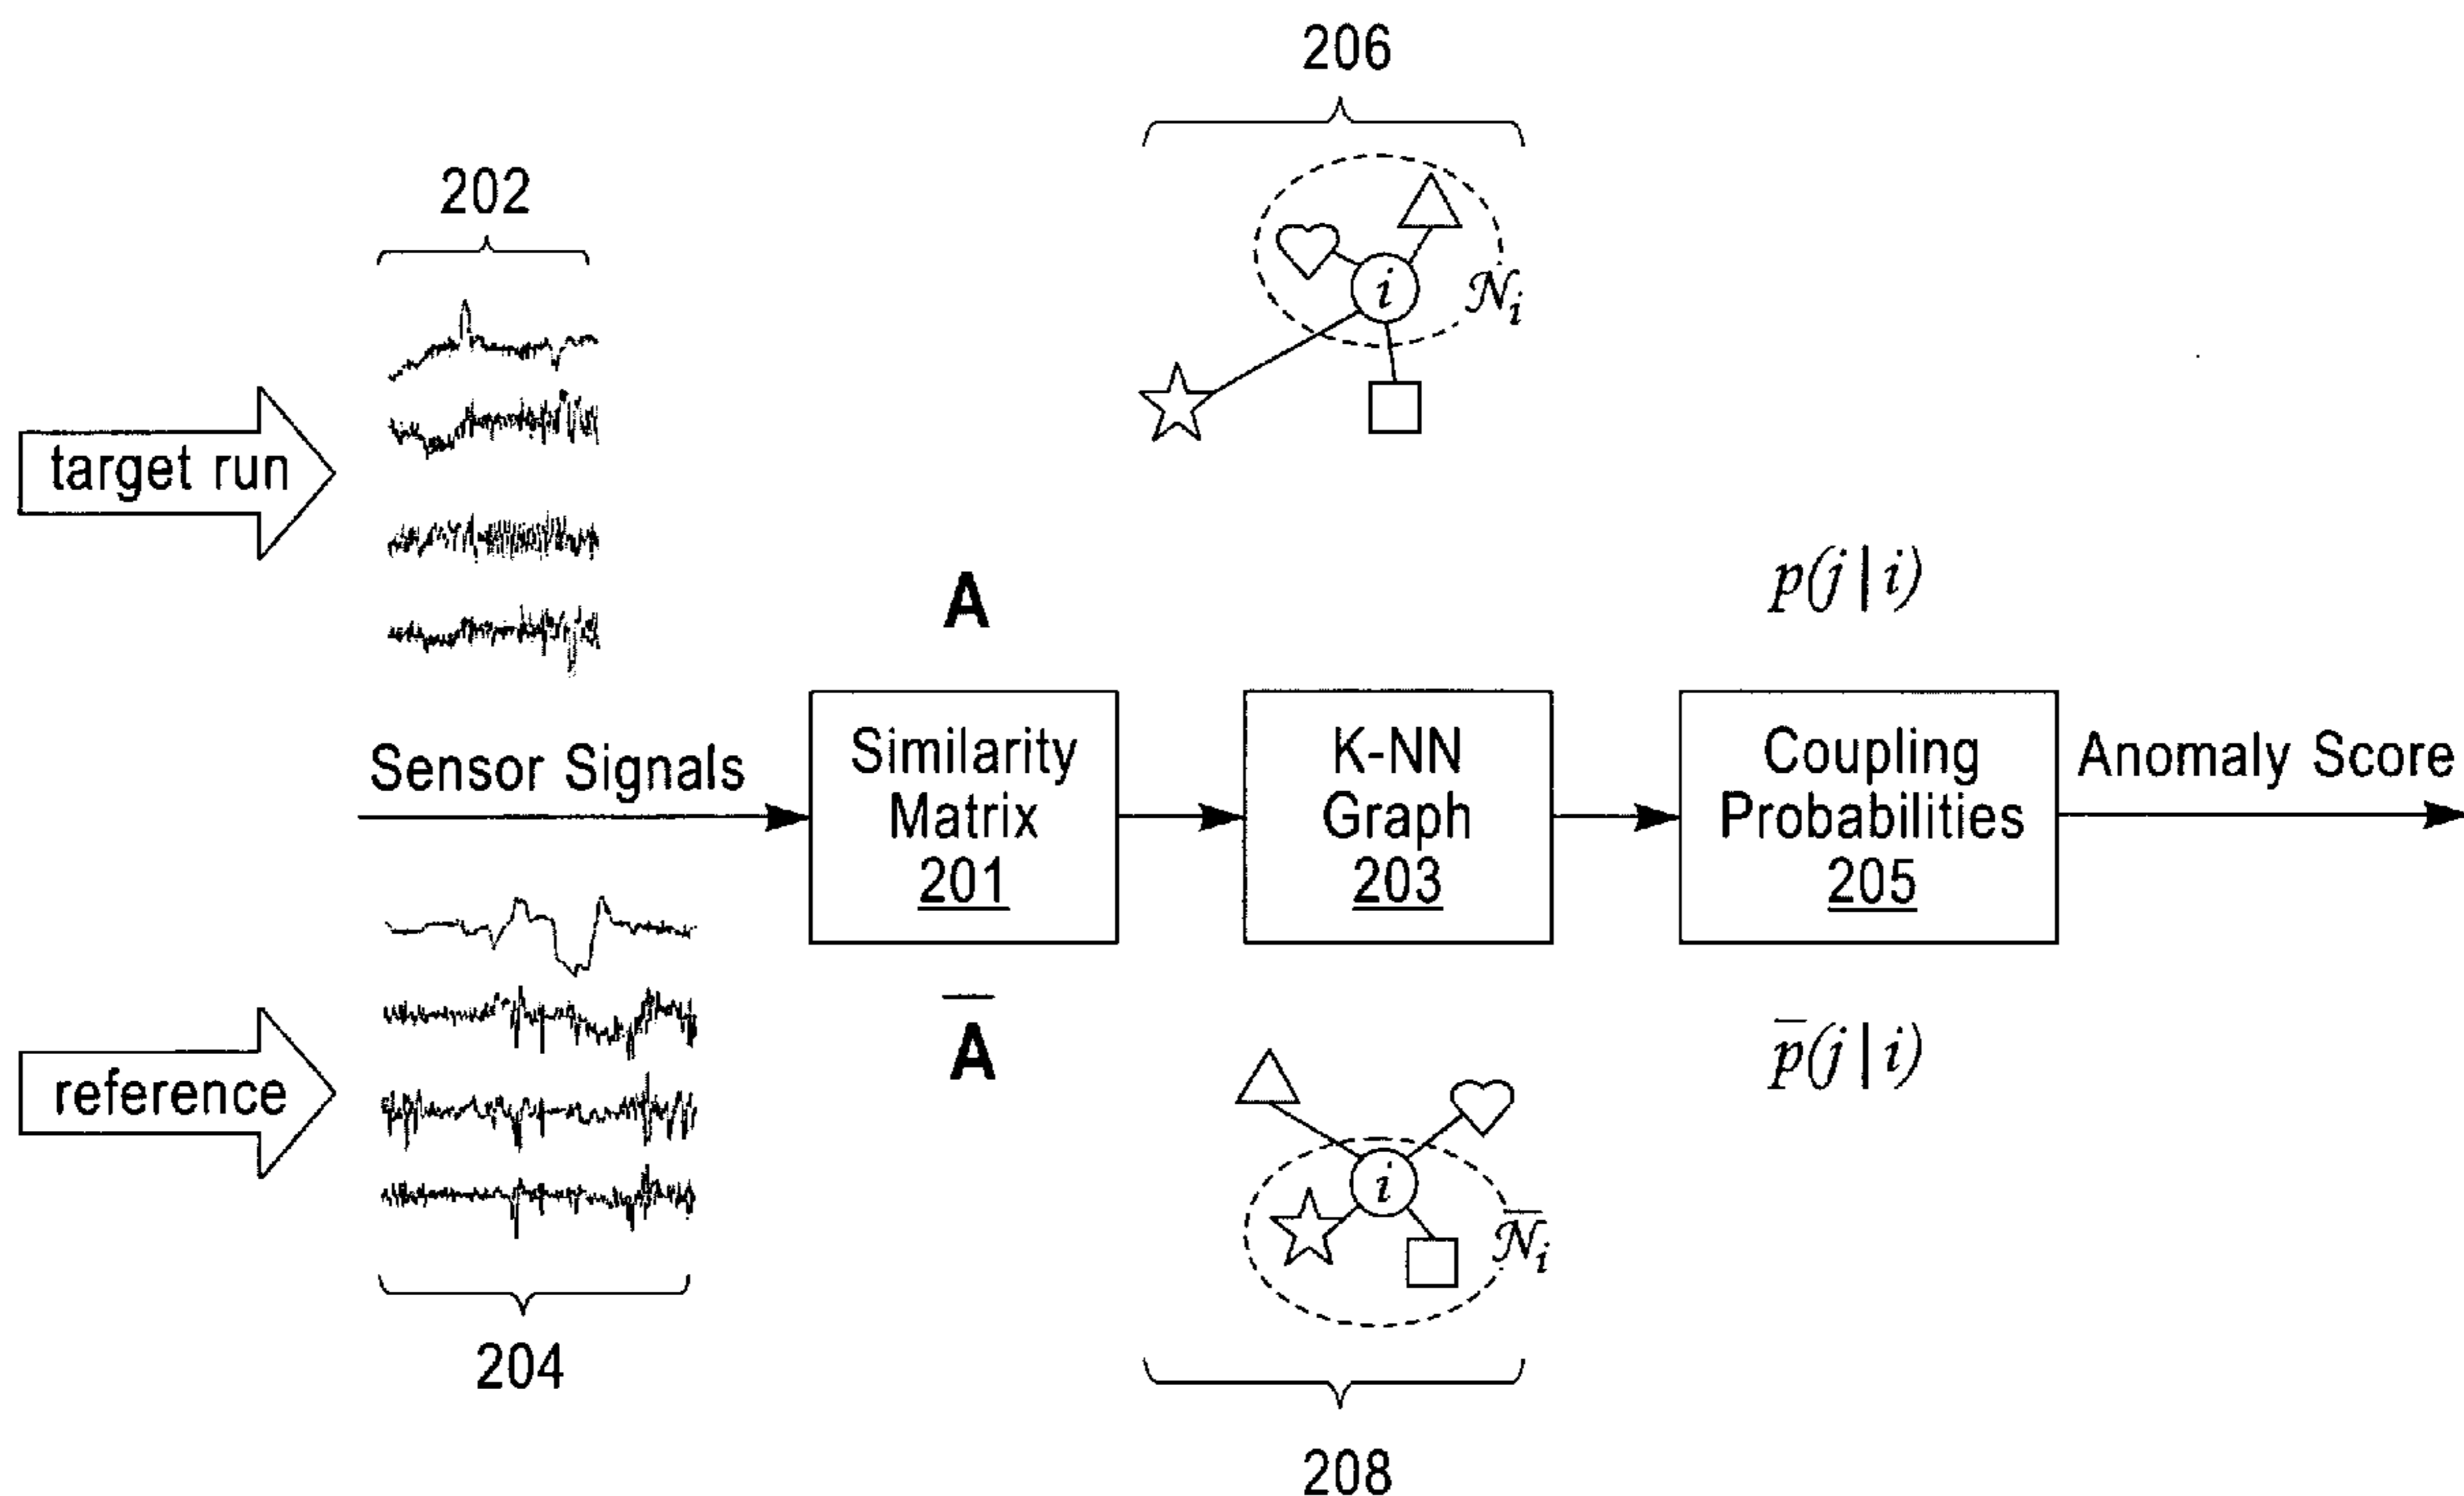 206
202
i
𝒩i
target run
A
p(j|i)
Sensor Signals
Similarity
Matrix
201
K-NN
Graph
203
Coupling
Probabilities
205
Anomaly Score
A̅
p̅(j|i)
reference
i
𝒩̅i
204
208